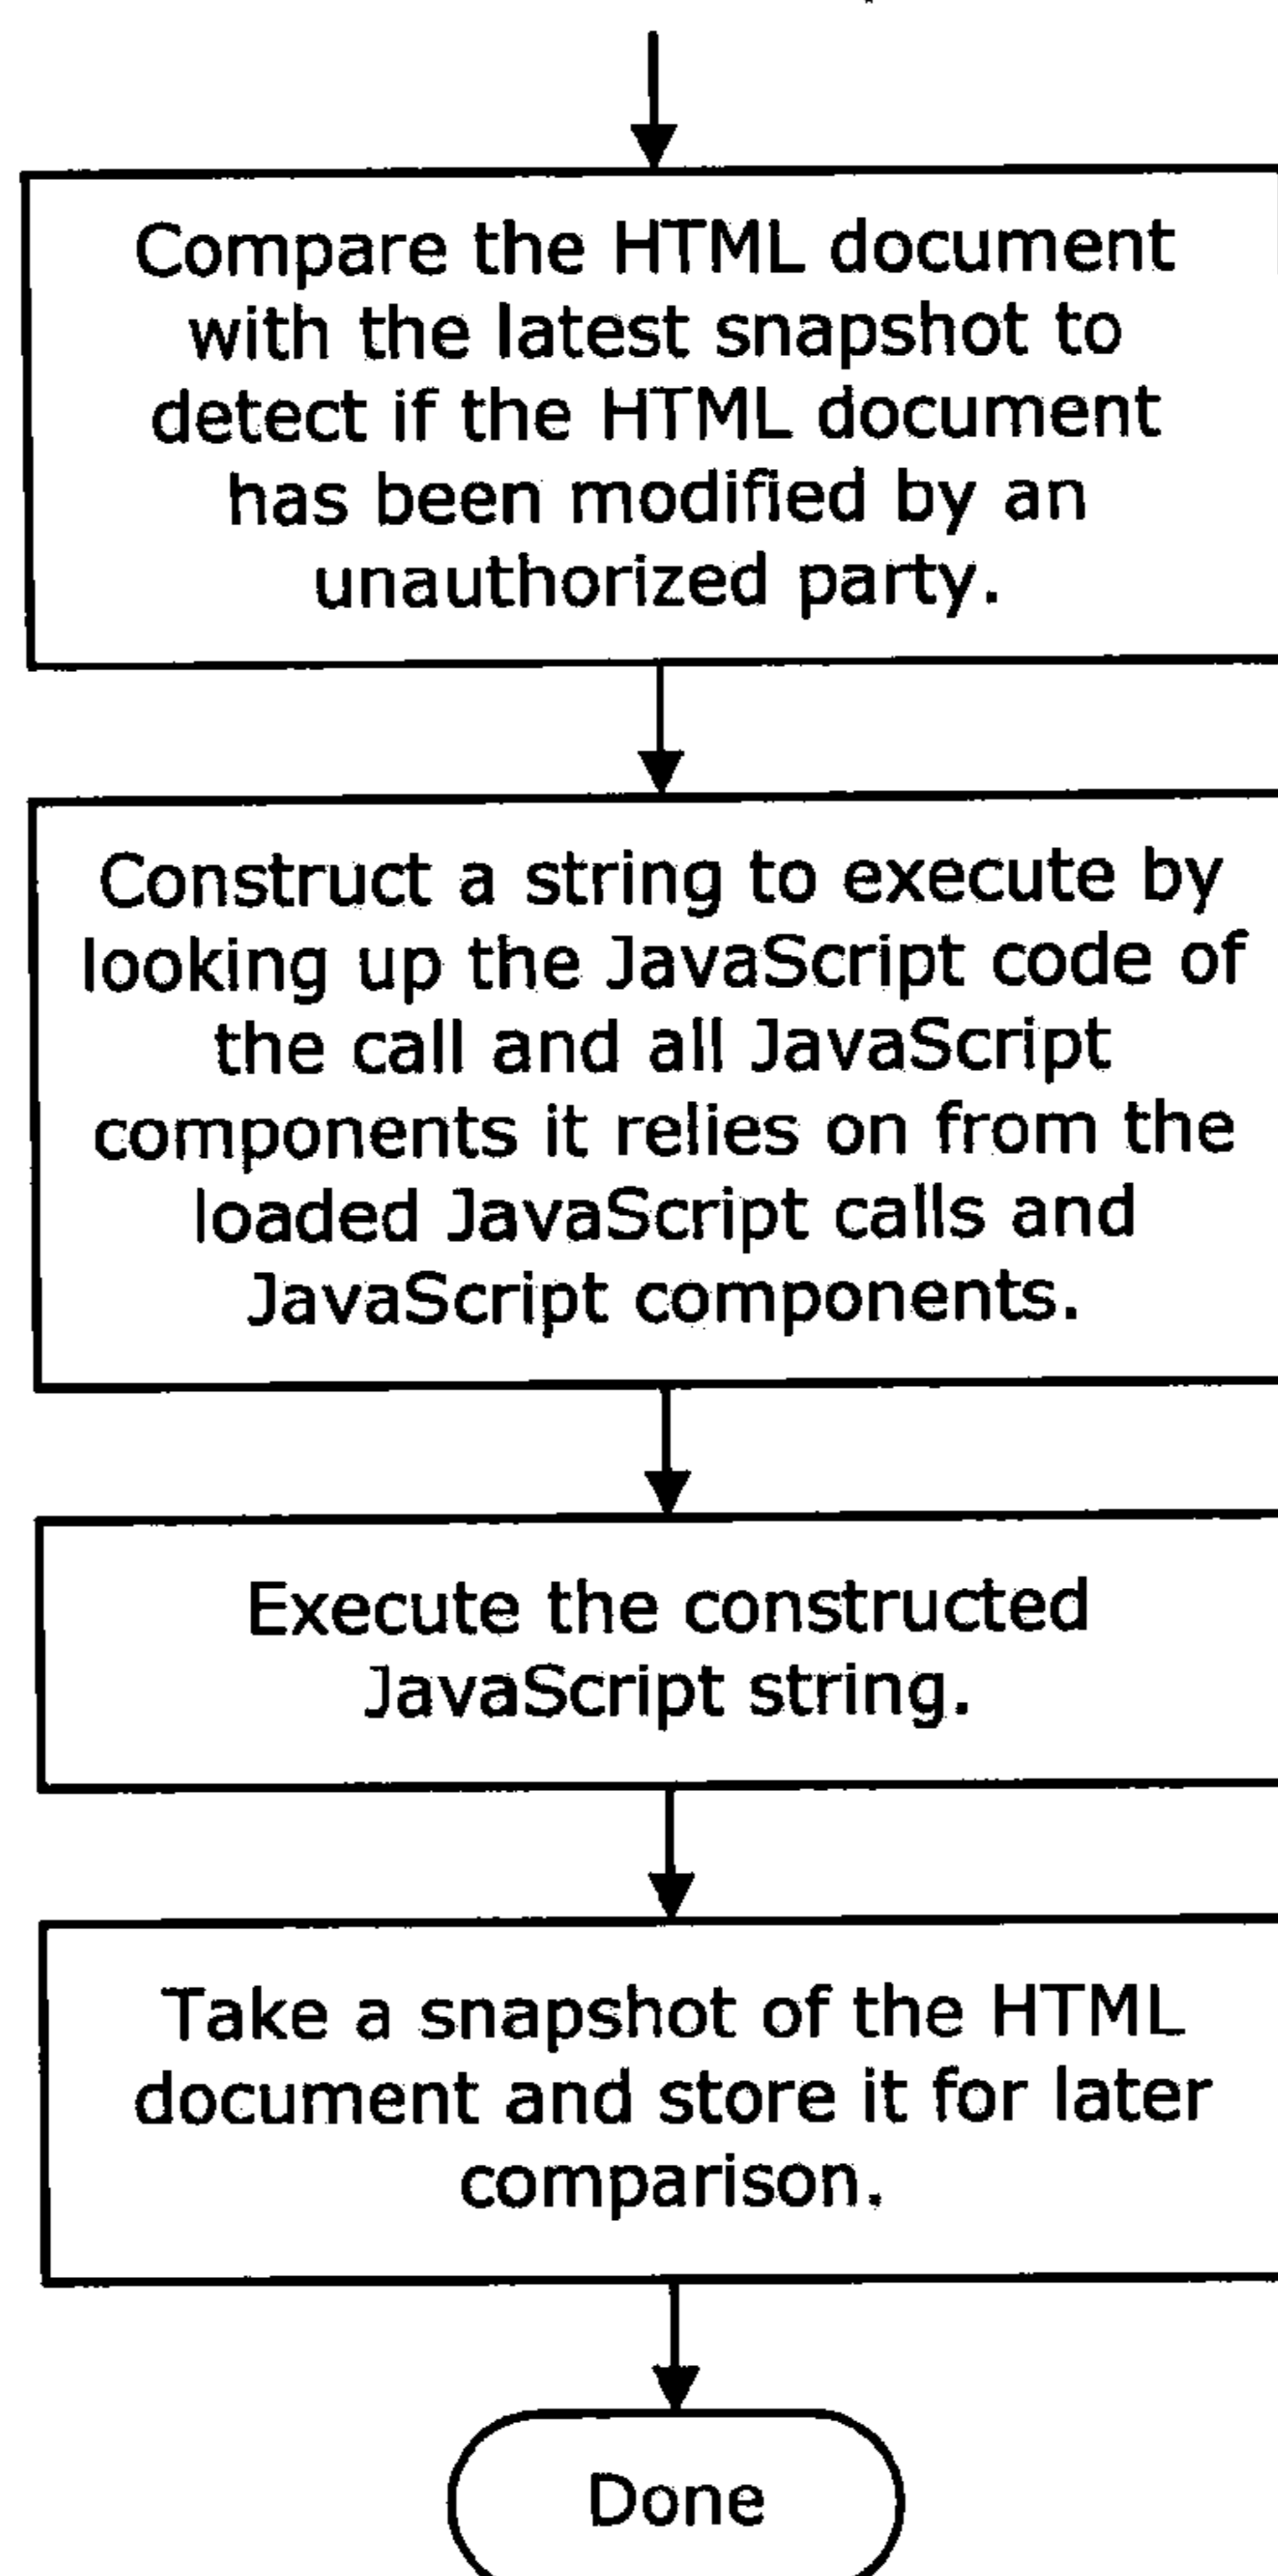 Compare the HTML document
with the latest snapshot to
detect if the HTML document
has been modified by an
unauthorized party.
Construct a string to execute by
looking up the JavaScript code of
the call and all JavaScript
components it relies on from the
loaded JavaScript calls and
JavaScript components.
Execute the constructed
JavaScript string.
Take a snapshot of the HTML
document and store it for later
comparison.
Done